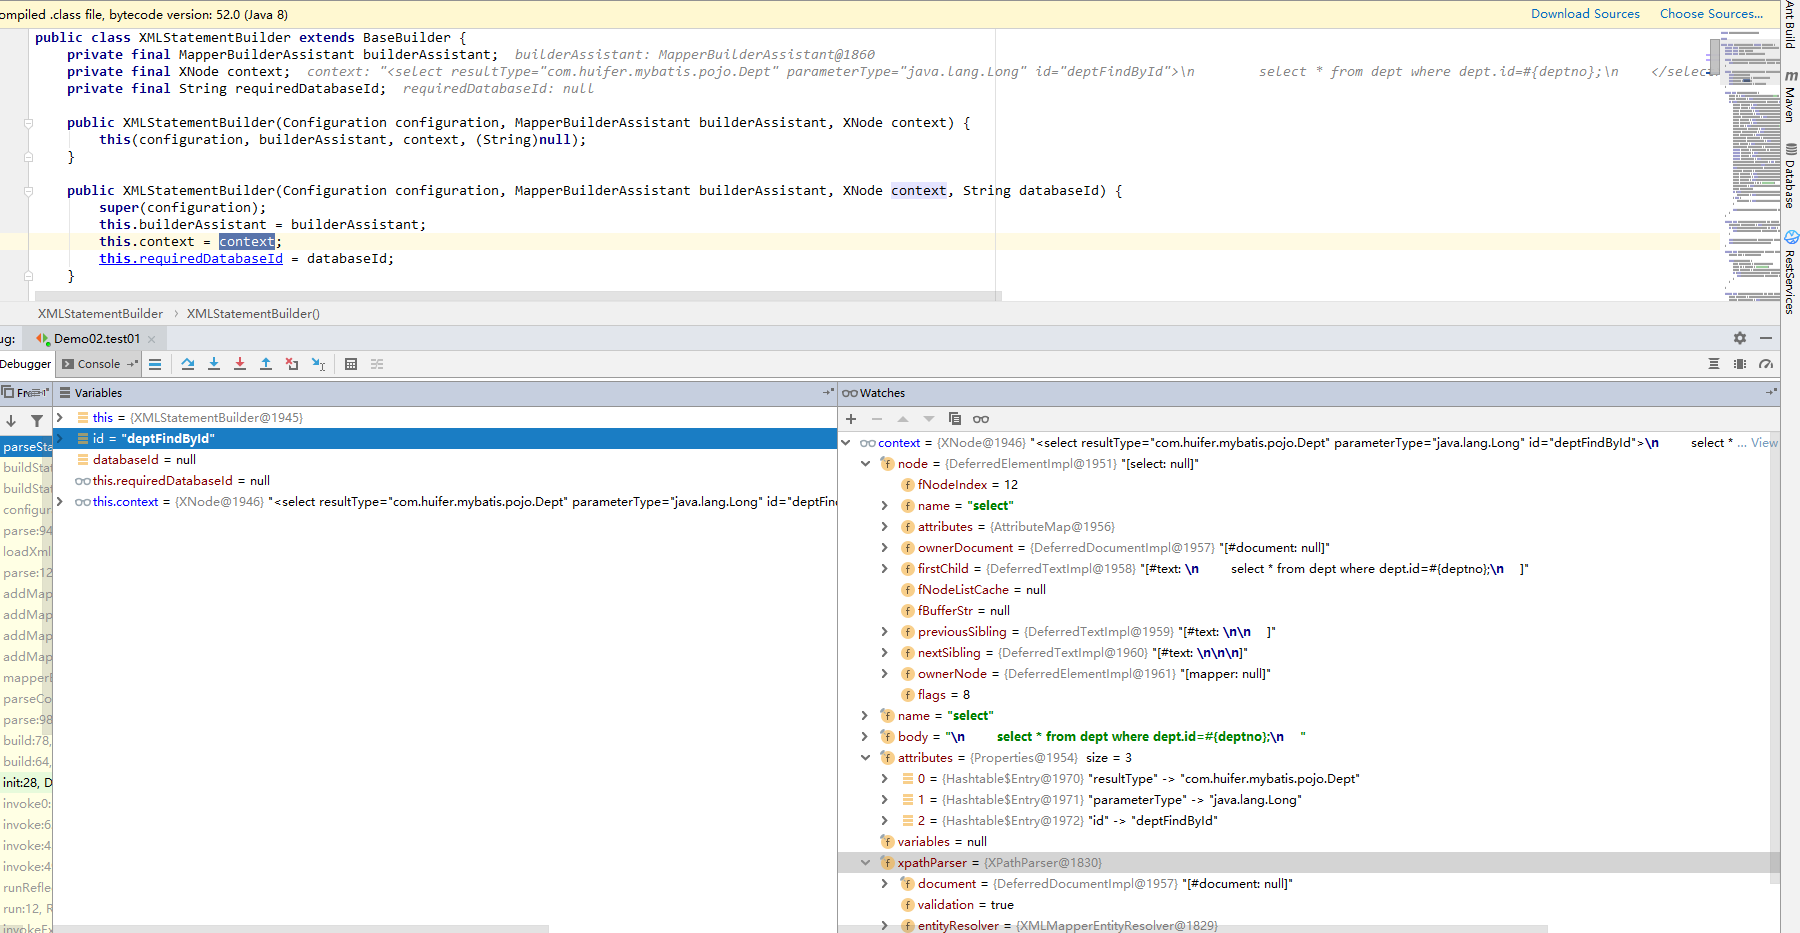 ompiled .class file, bytecode version: 52.0 (Java 8)
Download Sources
Choose Sources...
public class XMLStatementBuilder extends BaseBuilder {
private final MapperBuilderAssistant builderAssistant; builderAssistant: MapperBuilderAssistant@1860
private final XNode context; context: "<select resultType="com.huifer.mybatis.pojo.Dept" parameterType="java.lang.Long" id="deptFindById">\n select * from dept where dept.id=#{deptno};\n </selec
private final String requiredDatabaseId; requiredDatabaseId: null
public XMLStatementBuilder(Configuration configuration, MapperBuilderAssistant builderAssistant, XNode context) {
this(configuration, builderAssistant, context, (String)null);
}
public XMLStatementBuilder(Configuration configuration, MapperBuilderAssistant builderAssistant, XNode context, String databaseId) {
super(configuration);
this.builderAssistant = builderAssistant;
this.context = context;
this.requiredDatabaseId = databaseId;
}
Ant Build
Maven
Database
RestServices
XMLStatementBuilder
XMLStatementBuilder()
ug:
Demo02.test01
Debugger
Console
Fra
Variables
Watches
parseSta
buildStat
buildStat
configur
parse:94
loadXml
parse:12
addMap
addMap
addMap
addMap
mapperE
parseCo
parse:98
build:78,
build:64,
init:28, D
invoke0:
invoke:6
invoke:4
invoke:4
runRefle
run:12, R
invokeEx
this = {XMLStatementBuilder@1945}
id = "deptFindById"
databaseId = null
this.requiredDatabaseId = null
this.context = {XNode@1946} "<select resultType="com.huifer.mybatis.pojo.Dept" parameterType="java.lang.Long" id="deptFin
context = {XNode@1946} "<select resultType="com.huifer.mybatis.pojo.Dept" parameterType="java.lang.Long" id="deptFindById">\n select * ... View
node = {DeferredElementImpl@1951} "[select: null]"
fNodeIndex = 12
name = "select"
attributes = {AttributeMap@1956}
ownerDocument = {DeferredDocumentImpl@1957} "[#document: null]"
firstChild = {DeferredTextImpl@1958} "[#text: \n select * from dept where dept.id=#{deptno};\n ]"
fNodeListCache = null
fBufferStr = null
previousSibling = {DeferredTextImpl@1959} "[#text: \n\n ]"
nextSibling = {DeferredTextImpl@1960} "[#text: \n\n\n]"
ownerNode = {DeferredElementImpl@1961} "[mapper: null]"
flags = 8
name = "select"
body = "\n select * from dept where dept.id=#{deptno};\n "
attributes = {Properties@1954} size = 3
0 = {Hashtable$Entry@1970} "resultType" -> "com.huifer.mybatis.pojo.Dept"
1 = {Hashtable$Entry@1971} "parameterType" -> "java.lang.Long"
2 = {Hashtable$Entry@1972} "id" -> "deptFindById"
variables = null
xpathParser = {XPathParser@1830}
document = {DeferredDocumentImpl@1957} "[#document: null]"
validation = true
entityResolver = {XMLMapperEntityResolver@1829}